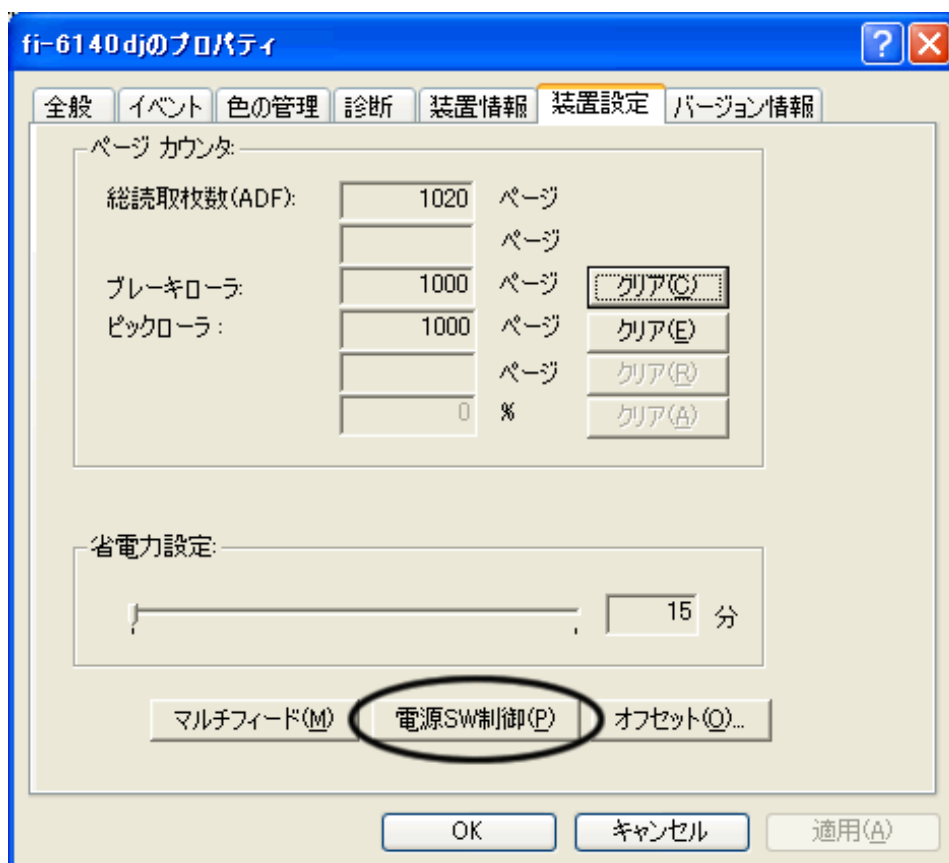 fi-6140djのプロパティ
全般 イベント 色の管理 診断 装置情報 装置設定 バージョン情報
ページ カウンタ:
総読取枚数(ADF): 1020 ページ
ページ
ブレーキローラ: 1000 ページ クリア(C)
ピックローラ: 1000 ページ クリア(E)
ページ クリア(R)
0 % クリア(A)
省電力設定:
15 分
マルチフィード(M) 電源SW制御(P) オフセット(O)...
OK キャンセル 適用(A)